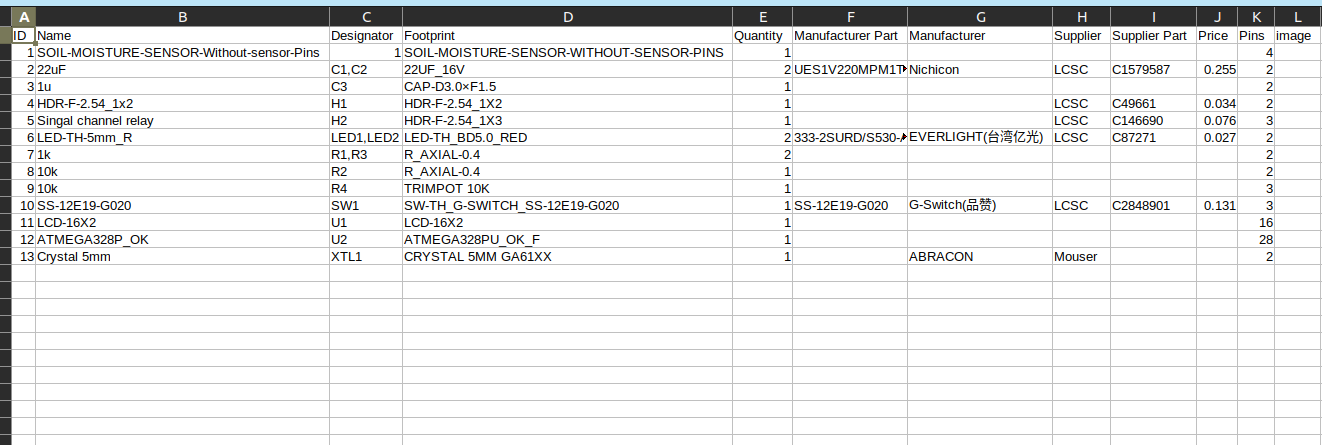 A B C D E F G H I J K L
ID Name Designator Footprint Quantity Manufacturer Part Manufacturer Supplier Supplier Part Price Pins image
1 SOIL-MOISTURE-SENSOR-Without-sensor-Pins 1 SOIL-MOISTURE-SENSOR-WITHOUT-SENSOR-PINS 1 4
2 22uF C1,C2 22UF_16V 2 UES1V220MPM1T Nichicon LCSC C1579587 0.255 2
3 1u C3 CAP-D3.0×F1.5 1 2
4 HDR-F-2.54_1x2 H1 HDR-F-2.54_1X2 1 LCSC C49661 0.034 2
5 Singal channel relay H2 HDR-F-2.54_1X3 1 LCSC C146690 0.076 3
6 LED-TH-5mm_R LED1,LED2 LED-TH_BD5.0_RED 2 333-2SURD/S530-A EVERLIGHT(台湾亿光) LCSC C87271 0.027 2
7 1k R1,R3 R_AXIAL-0.4 2 2
8 10k R2 R_AXIAL-0.4 1 2
9 10k R4 TRIMPOT 10K 1 3
10 SS-12E19-G020 SW1 SW-TH_G-SWITCH_SS-12E19-G020 1 SS-12E19-G020 G-Switch(品赞) LCSC C2848901 0.131 3
11 LCD-16X2 U1 LCD-16X2 1 16
12 ATMEGA328P_OK U2 ATMEGA328PU_OK_F 1 28
13 Crystal 5mm XTL1 CRYSTAL 5MM GA61XX 1 ABRACON Mouser 2